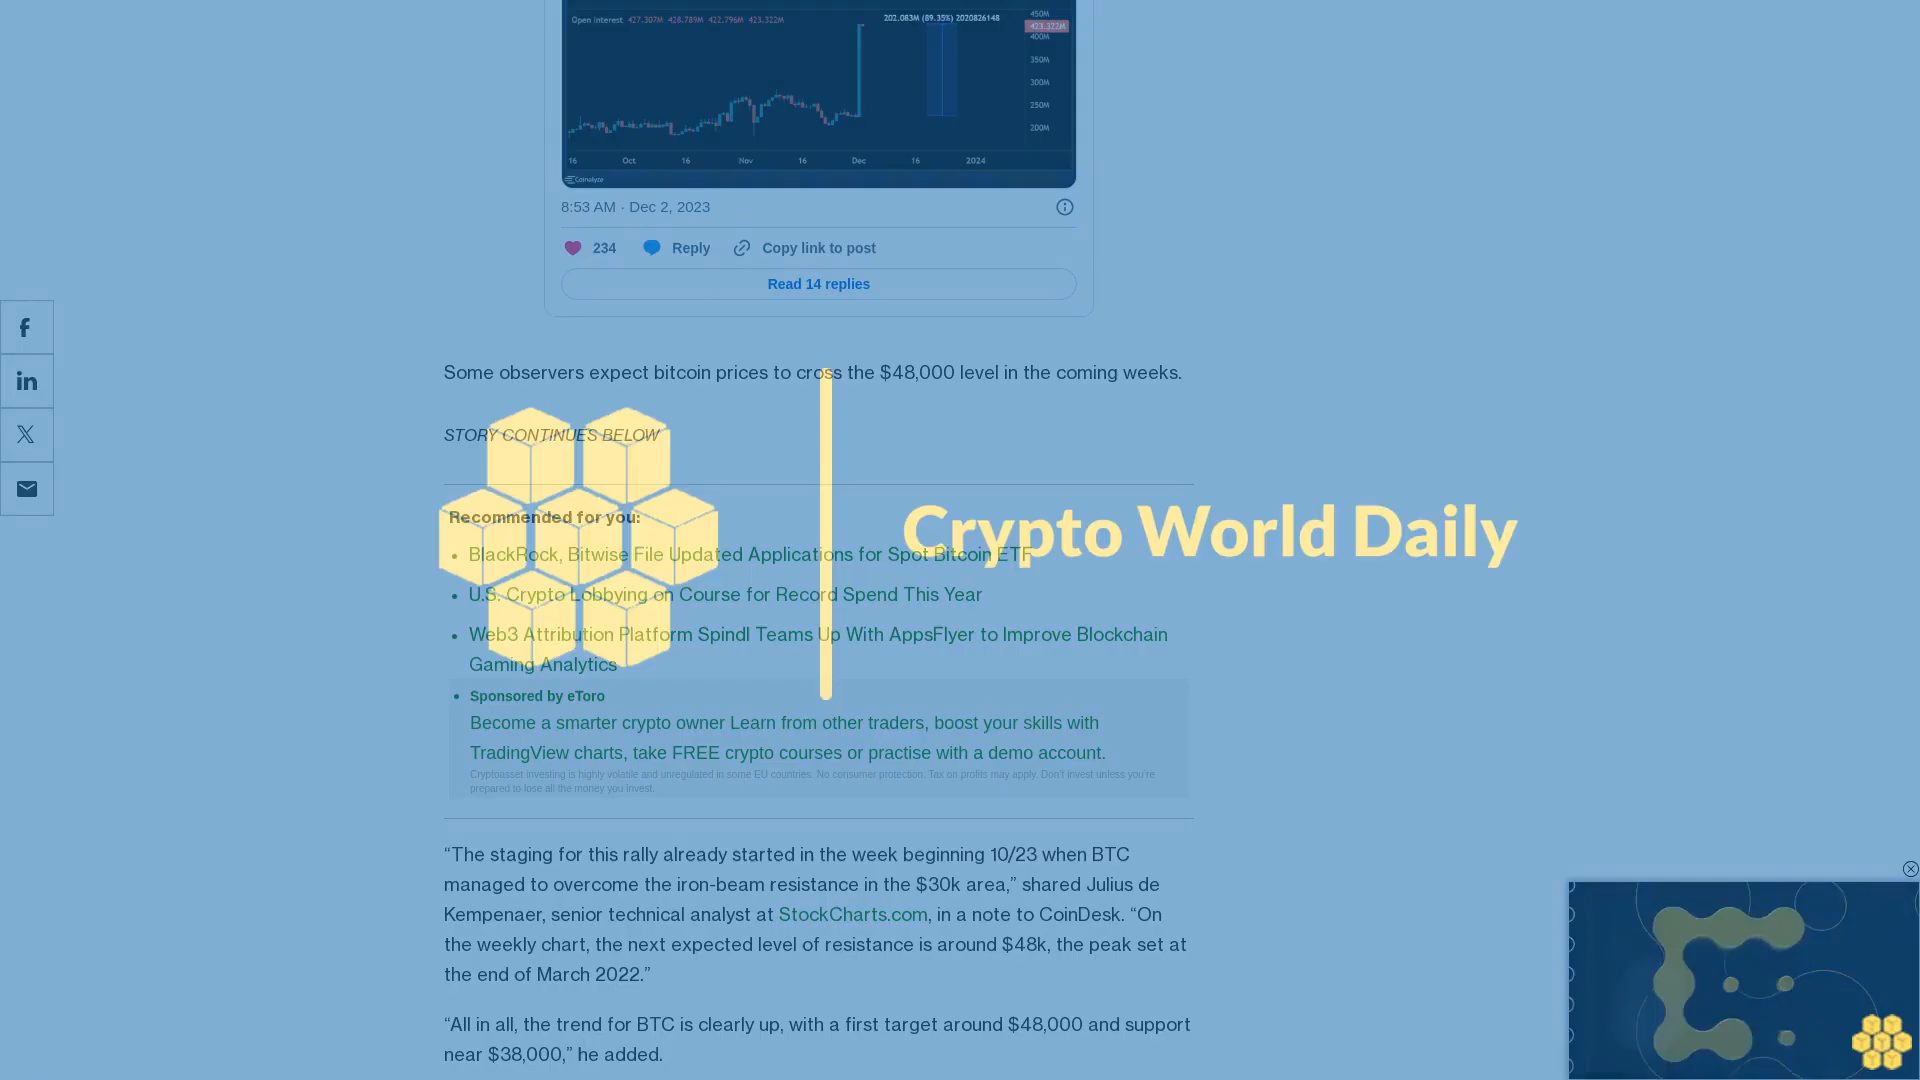 Open Interest 427.307M 428.789M 422.796M 423.322M
202.083M (89.35%) 2020826148
450M
423.322M
400M
350M
300M
250M
200M
16 Oct 16 Nov 16 Dec 16 2024
Coinalyze
8:53 AM · Dec 2, 2023
234 Reply Copy link to post
Read 14 replies
Some observers expect bitcoin prices to cross the $48,000 level in the coming weeks.
STORY CONTINUES BELOW
Recommended for you:
Crypto World Daily
• BlackRock, Bitwise File Updated Applications for Spot Bitcoin ETF
• U.S. Crypto Lobbying on Course for Record Spend This Year
• Web3 Attribution Platform Spindl Teams Up With AppsFlyer to Improve Blockchain
Gaming Analytics
• Sponsored by eToro
Become a smarter crypto owner Learn from other traders, boost your skills with
TradingView charts, take FREE crypto courses or practise with a demo account.
Cryptoasset investing is highly volatile and unregulated in some EU countries. No consumer protection. Tax on profits may apply. Don't invest unless you're
prepared to lose all the money you invest.
“The staging for this rally already started in the week beginning 10/23 when BTC
managed to overcome the iron-beam resistance in the $30k area,” shared Julius de
Kempenaer, senior technical analyst at StockCharts.com, in a note to CoinDesk. “On
the weekly chart, the next expected level of resistance is around $48k, the peak set at
the end of March 2022.”
“All in all, the trend for BTC is clearly up, with a first target around $48,000 and support
near $38,000,” he added.